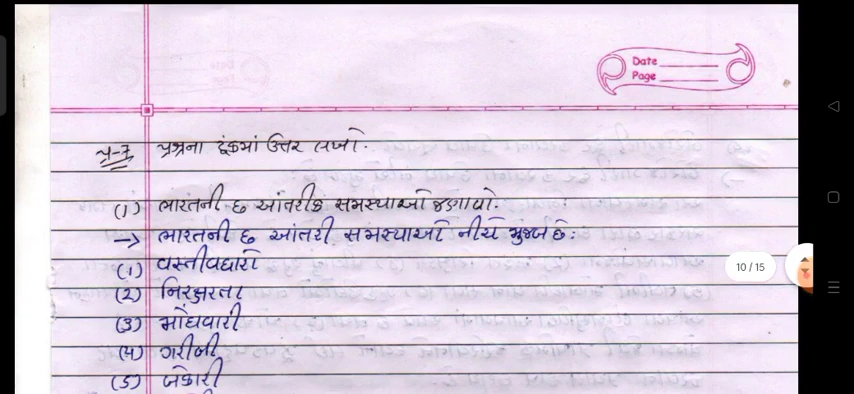 Date
Page
પ્ર-7 પ્રશ્નના ટૂંકમાં ઉત્તર લખો.
(1) ભારતની છ આંતરીક સમસ્યાઓ જણાવો.
→ ભારતની છ આંતરી સમસ્યાઓ નીચે મુજબ છે:
(1) વસ્તીવધારો
(2) નિરક્ષરતા
(3) મોંઘવારી
(4) ગરીબી
(5) બેકારી
10/15